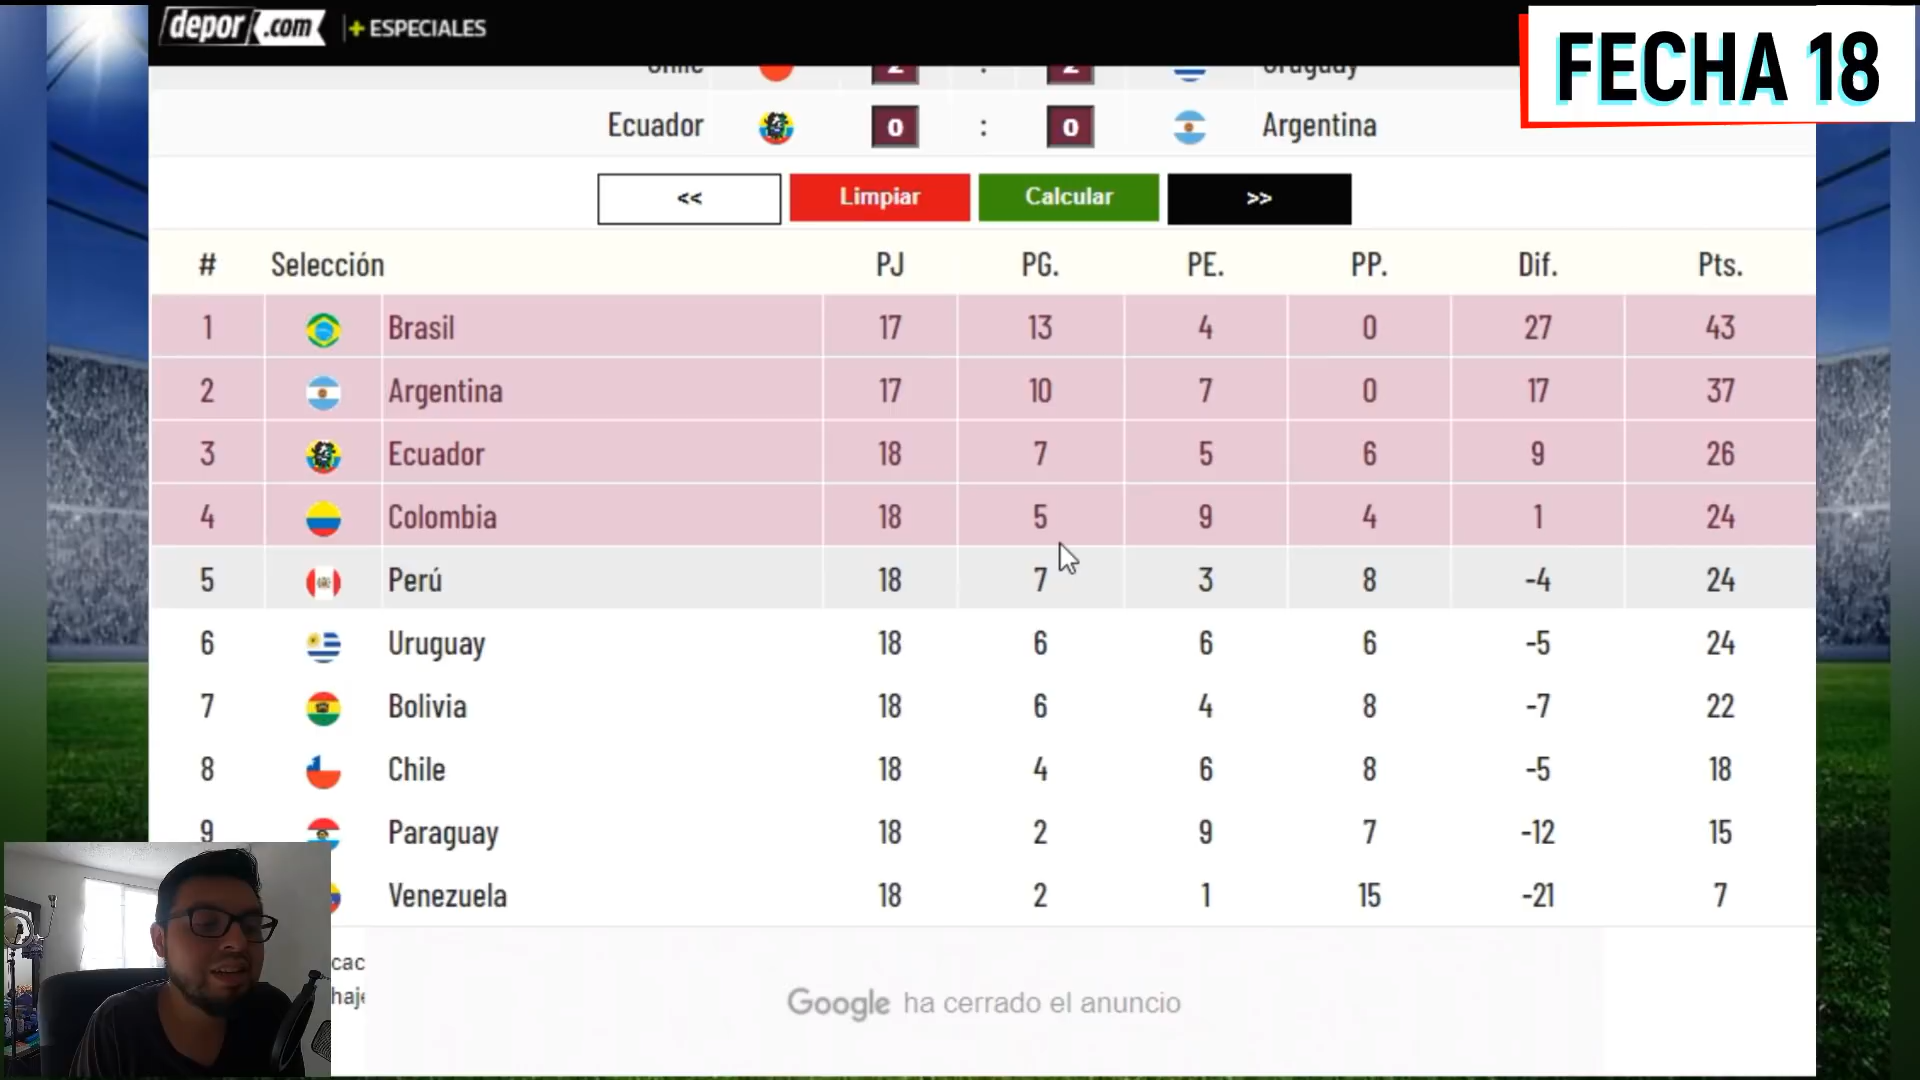 depor .com + ESPECIALES
FECHA 18
Chile 2 : 2 Uruguay
Ecuador 0 : 0 Argentina
<< Limpiar Calcular >>
# Selección PJ PG. PE. PP. Dif. Pts.
1 Brasil 17 13 4 0 27 43
2 Argentina 17 10 7 0 17 37
3 Ecuador 18 7 5 6 9 26
4 Colombia 18 5 9 4 1 24
5 Perú 18 7 3 8 -4 24
6 Uruguay 18 6 6 6 -5 24
7 Bolivia 18 6 4 8 -7 22
8 Chile 18 4 6 8 -5 18
9 Paraguay 18 2 9 7 -12 15
Venezuela 18 2 1 15 -21 7
Google ha cerrado el anuncio